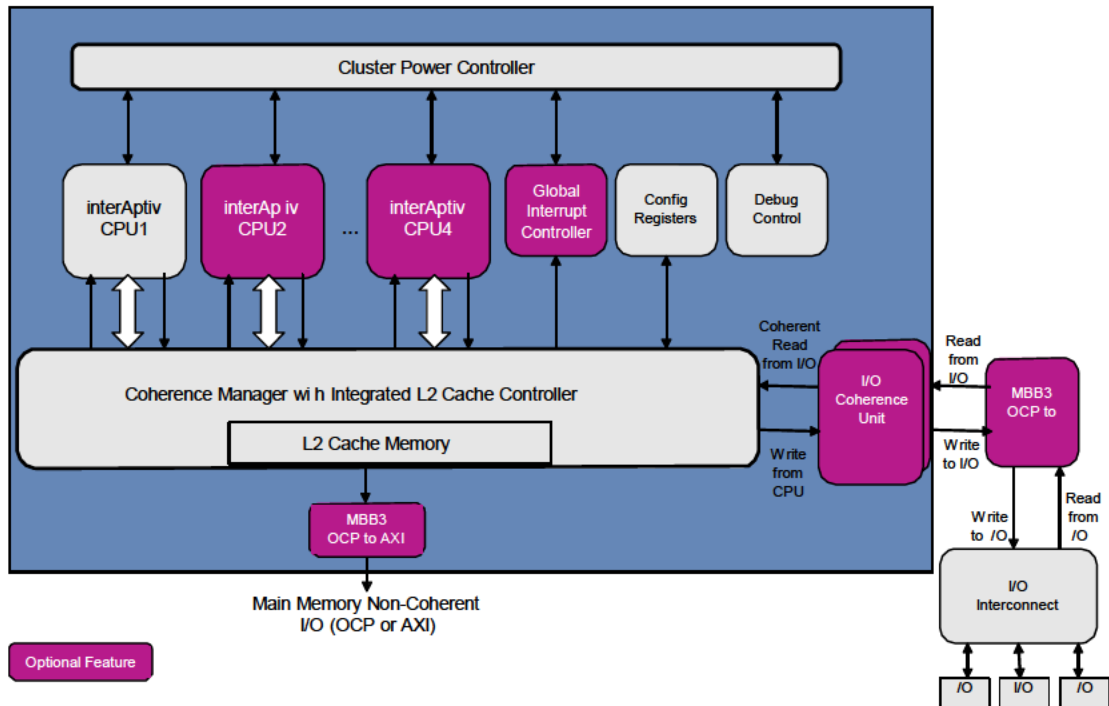 Cluster Power Controller
interAptiv
CPU1
interAp iv
CPU2
...
interAptiv
CPU4
Global
Interrupt
Controller
Config
Registers
Debug
Control
Coherence Manager wi h Integrated L2 Cache Controller
L2 Cache Memory
Coherent
Read
from I/O
Write
from
CPU
I/O
Coherence
Unit
Read
from
I/O
Write
to I/O
MBB3
OCP to
MBB3
OCP to AXI
Write
to /O
Read
from
/O
Main Memory Non-Coherent
I/O (OCP or AXI)
I/O
Interconnect
Optional Feature
/O
I/O
/O